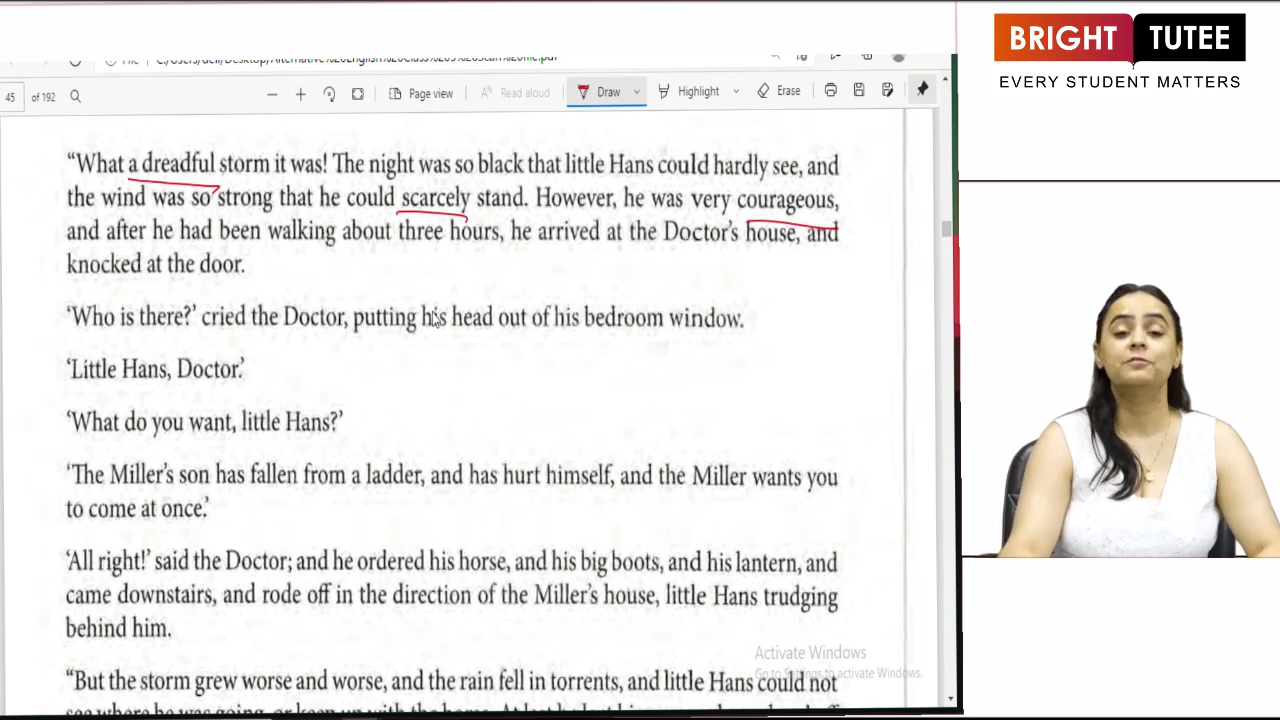 BRIGHT TUTEE
EVERY STUDENT MATTERS
45 of 192
Page view
Read aloud
Draw
Highlight
Erase
“What a dreadful storm it was! The night was so black that little Hans could hardly see, and
the wind was so strong that he could scarcely stand. However, he was very courageous,
and after he had been walking about three hours, he arrived at the Doctor’s house, and
knocked at the door.
‘Who is there?’ cried the Doctor, putting his head out of his bedroom window.
‘Little Hans, Doctor.’
‘What do you want, little Hans?’
‘The Miller’s son has fallen from a ladder, and has hurt himself, and the Miller wants you
to come at once.’
‘All right!’ said the Doctor; and he ordered his horse, and his big boots, and his lantern, and
came downstairs, and rode off in the direction of the Miller’s house, little Hans trudging
behind him.
“But the storm grew worse and worse, and the rain fell in torrents, and little Hans could not
Activate Windows
Go to Settings to activate Windows.